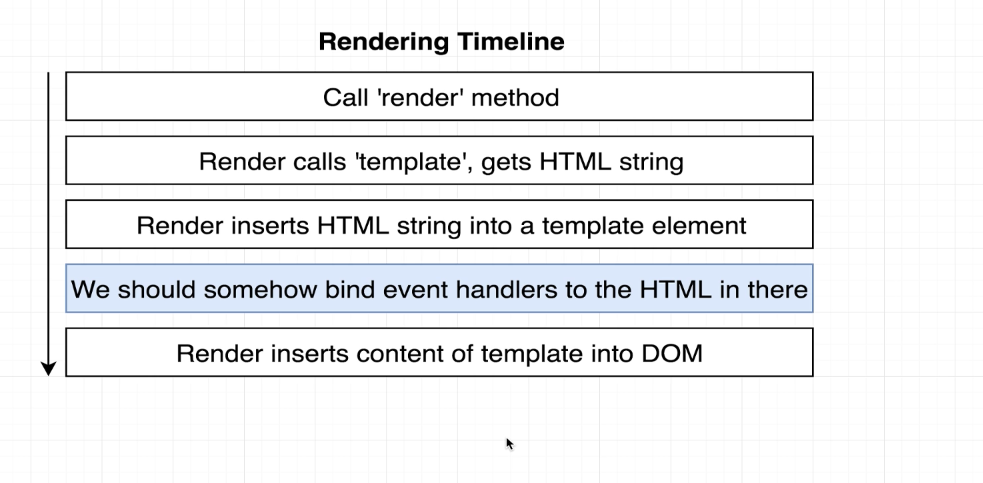 Rendering Timeline
Call 'render' method
Render calls 'template', gets HTML string
Render inserts HTML string into a template element
We should somehow bind event handlers to the HTML in there
Render inserts content of template into DOM